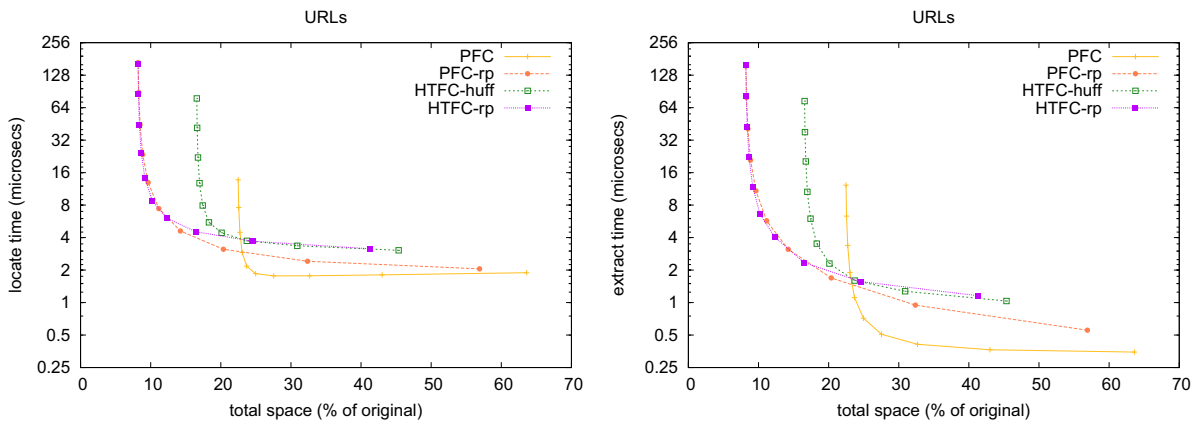 URLs
locate time (microsecs)
256
128
64
32
16
8
4
2
1
0.5
0.25
PFC
PFC-rp
HTFC-huff
HTFC-rp
0 10 20 30 40 50 60 70
total space (% of original)
URLs
extract time (microsecs)
256
128
64
32
16
8
4
2
1
0.5
0.25
PFC
PFC-rp
HTFC-huff
HTFC-rp
0 10 20 30 40 50 60 70
total space (% of original)